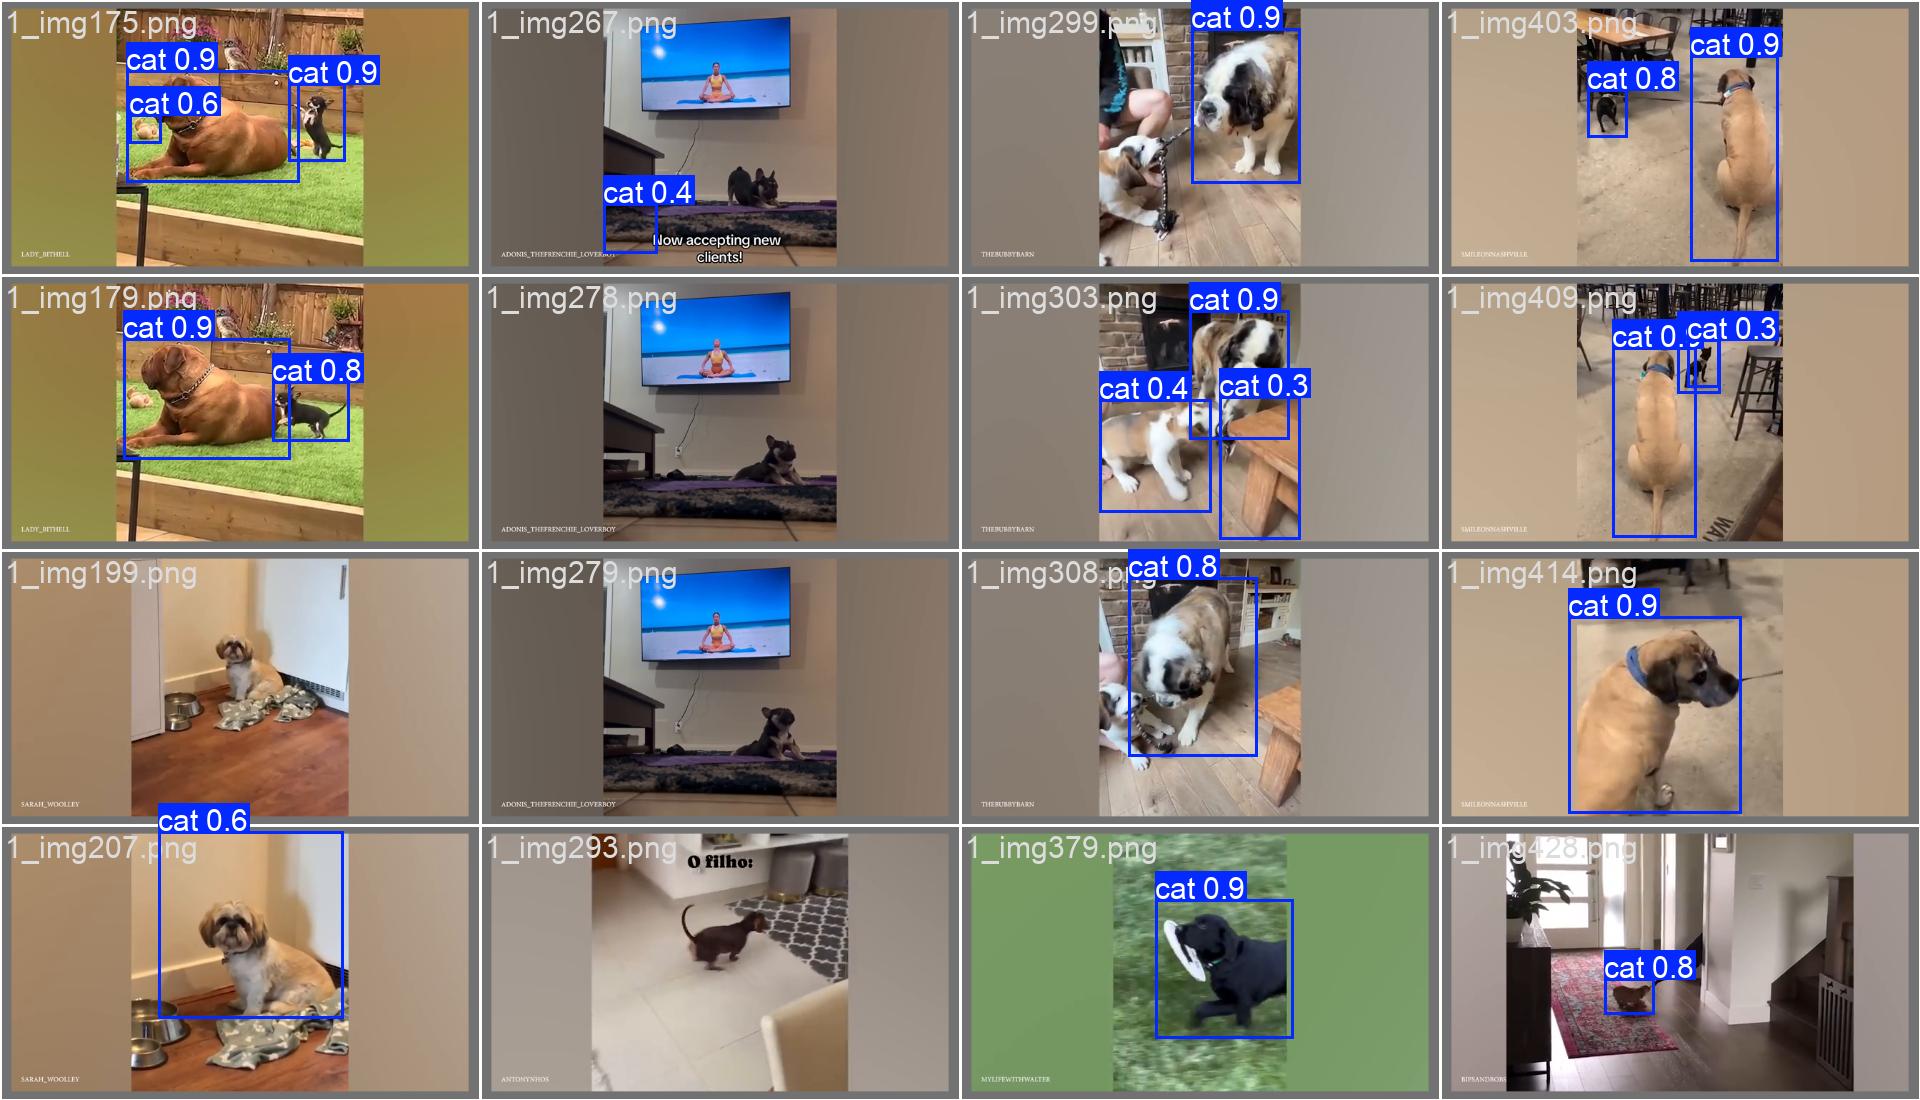 1_img175.png
cat 0.9
cat 0.9
cat 0.6
LADY_BITHELL
1_img267.png
cat 0.4
Now accepting new
clients!
ADONIS_THEFRENCHIE_LOVERBOY
1_img299.png
cat 0.9
THEBUBBYBARN
1_img403.png
cat 0.9
cat 0.8
SMILEONNASHVILLE
1_img179.png
cat 0.9
cat 0.8
LADY_BITHELL
1_img278.png
ADONIS_THEFRENCHIE_LOVERBOY
1_img303.png
cat 0.9
cat 0.4
cat 0.3
THEBUBBYBARN
1_img409.png
cat 0.9
cat 0.3
WA
SMILEONNASHVILLE
1_img199.png
SARAH_WOOLLEY
1_img279.png
ADONIS_THEFRENCHIE_LOVERBOY
1_img308.png
cat 0.8
THEBUBBYBARN
1_img414.png
cat 0.9
SMILEONNASHVILLE
1_img207.png
cat 0.6
SARAH_WOOLLEY
1_img293.png
O filho:
ANTONYNHOS
1_img379.png
cat 0.9
MYLIFEWITHWALTER
1_img428.png
cat 0.8